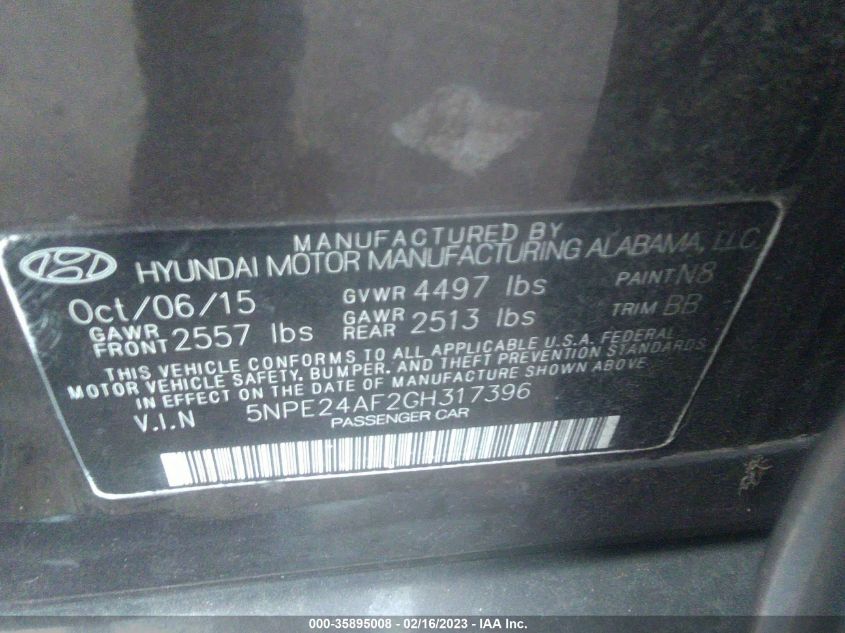 MANUFACTURED BY
HYUNDAI MOTOR MANUFACTURING ALABAMA, LLC
Oct/06/15 GVWR 4497 lbs PAINT N8
GAWR FRONT 2557 lbs GAWR REAR 2513 lbs TRIM BB
THIS VEHICLE CONFORMS TO ALL APPLICABLE U.S.A. FEDERAL
MOTOR VEHICLE SAFETY, BUMPER, AND THEFT PREVENTION STANDARDS
IN EFFECT ON THE DATE OF MANUFACTURE SHOWN ABOVE.
V.I.N 5NPE24AF2GH317396
PASSENGER CAR
000-35895008 - 02/16/2023 - IAA Inc.